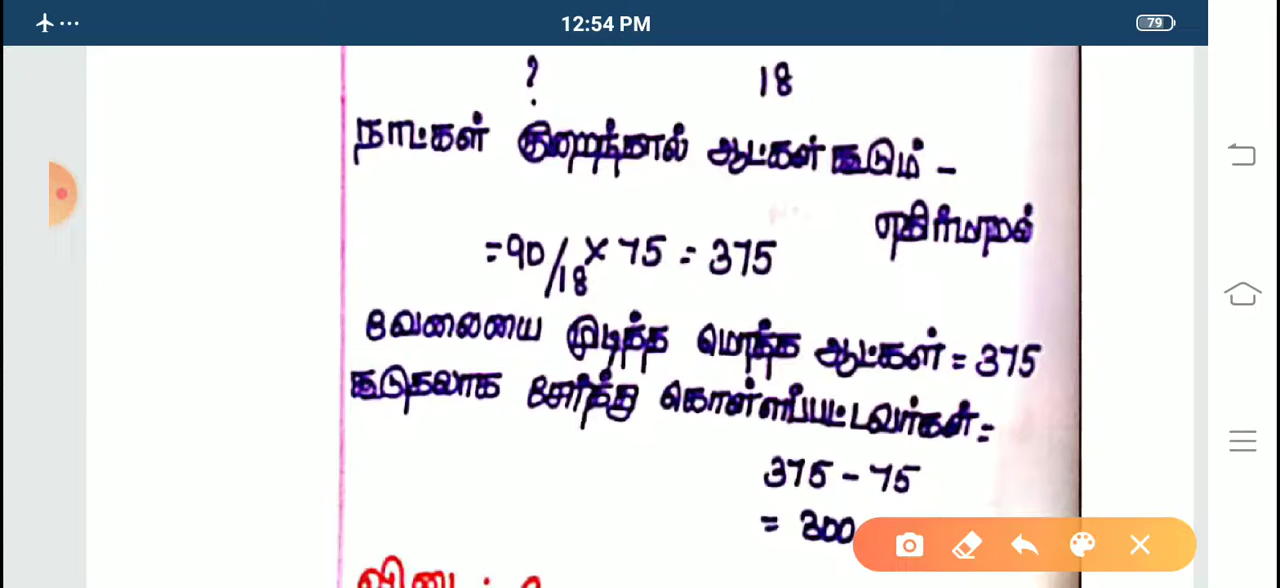 12:54 PM
79
? 18
நாட்கள் குறைந்தால் ஆட்கள் கூடும் -
எதிர்மாறல்
=90/18 × 75 = 375
வேலையை முடித்த மொத்த ஆட்கள் = 375
கூடுதலாக சேர்த்து கொள்ளப்பட்டவர்கள் =
375 - 75
= 300